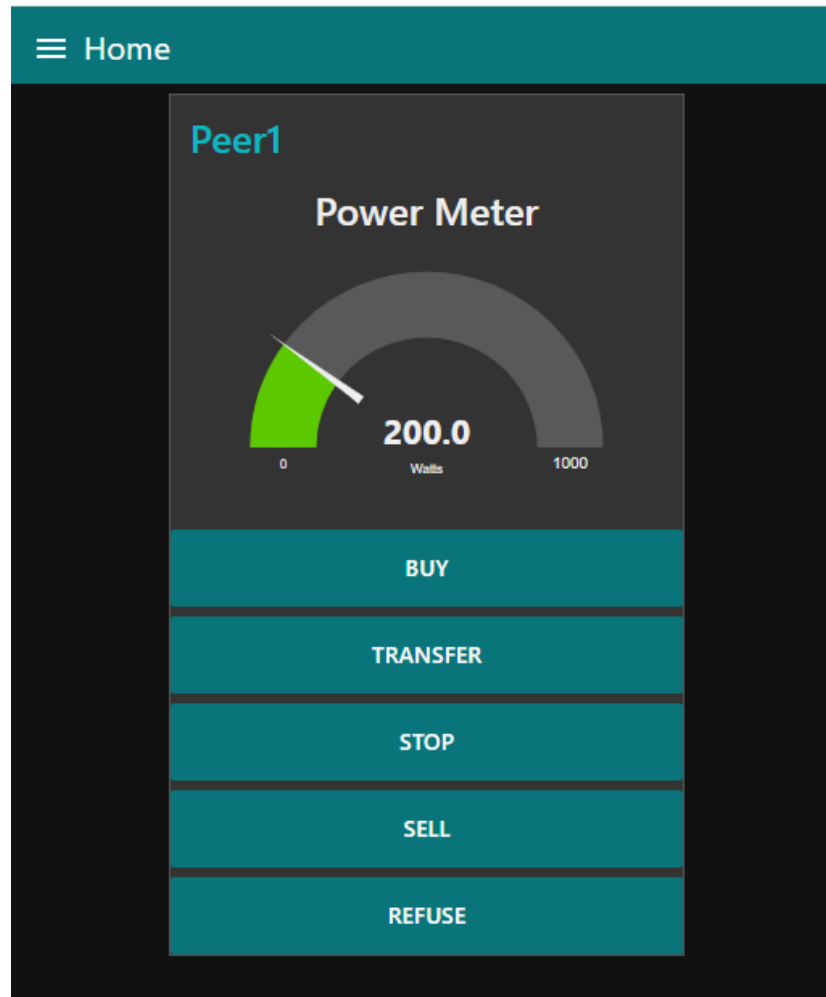 Home
Peer1
Power Meter
200.0
0
Watts
1000
BUY
TRANSFER
STOP
SELL
REFUSE